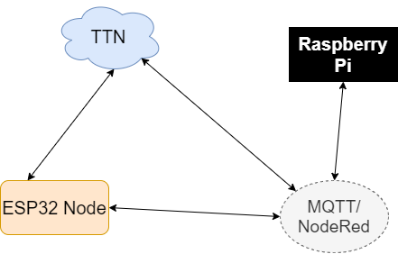 TTN
Raspberry
Pi
ESP32 Node
MQTT/
NodeRed